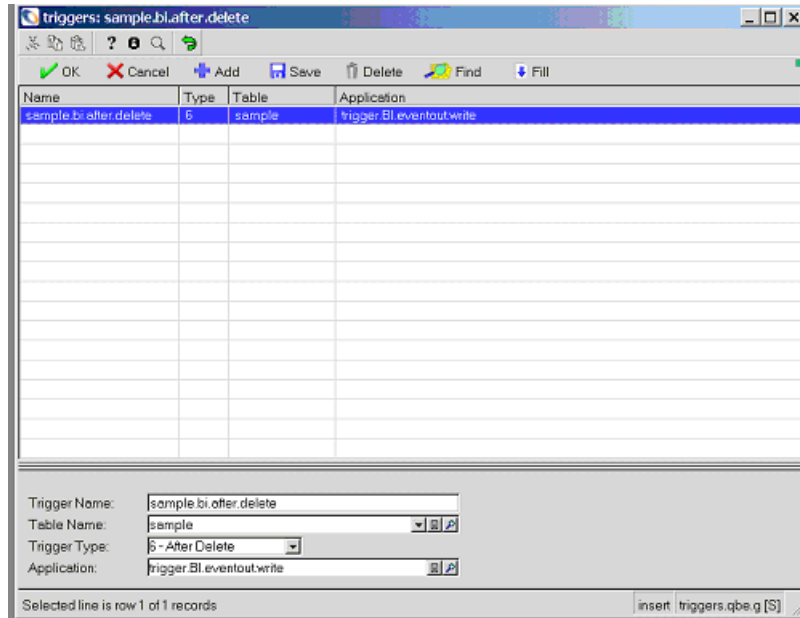 triggers: sample.bi.after.delete
?
OK Cancel Add Save Delete Find Fill
Name Type Table Application
sample.bi.after.delete 6 sample trigger.BI.eventout.write
Trigger Name: sample.bi.after.delete
Table Name: sample
Trigger Type: 6 - After Delete
Application: trigger.BI.eventout.write
Selected line is row 1 of 1 records insert triggers.qbe.g [S]